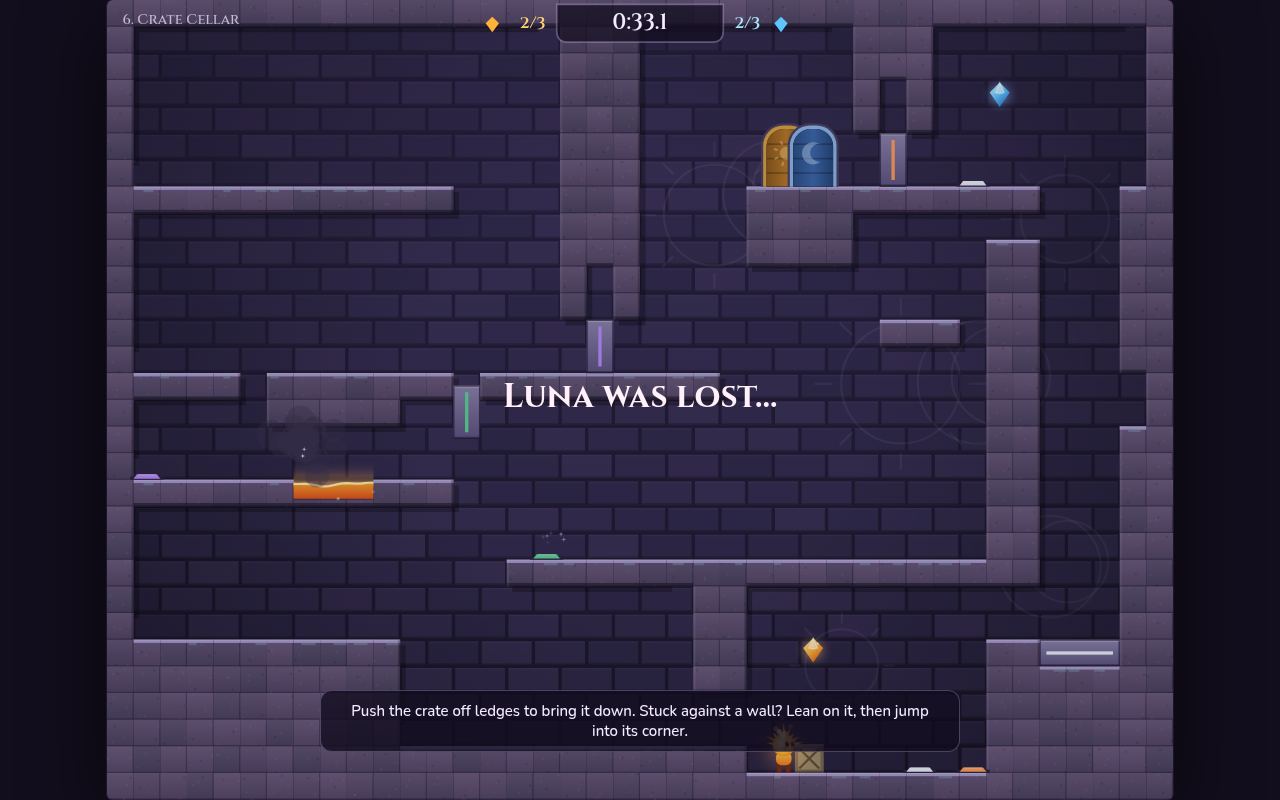 6. Crate Cellar
2/3
0:33.1
2/3
Luna was lost...
Push the crate off ledges to bring it down. Stuck against a wall? Lean on it, then jump
into its corner.